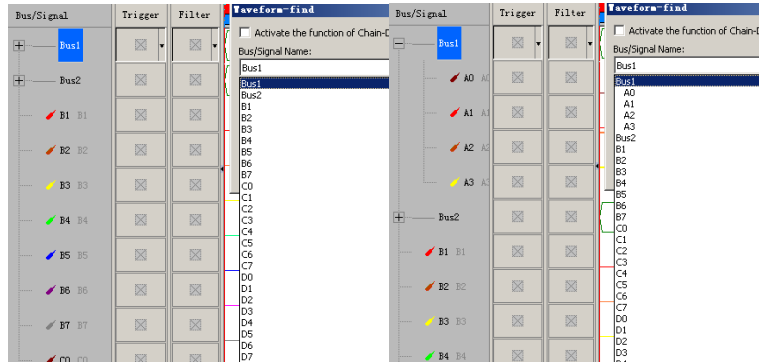 Bus/Signal
Trigger
Filter
Bus1
Bus2
B1 B1
B2 B2
B3 B3
B4 B4
B5 B5
B6 B6
B7 B7
C0 C0
Waveform-find
Activate the function of Chain-D
Bus/Signal Name:
Bus1
Bus1
Bus2
B1
B2
B3
B4
B5
B6
B7
C0
C1
C2
C3
C4
C5
C6
C7
D0
D1
D2
D3
D4
D5
D6
D7
Bus/Signal
Trigger
Filter
Bus1
A0
A1
A2
A3
Bus2
B1 B1
B2 B2
B3 B3
B4 B4
Waveform-find
Activate the function of Chain-D
Bus/Signal Name:
Bus1
Bus1
A0
A1
A2
A3
Bus2
B1
B2
B3
B4
B5
B6
B7
C0
C1
C2
C3
C4
C5
C6
C7
D0
D1
D2
D3